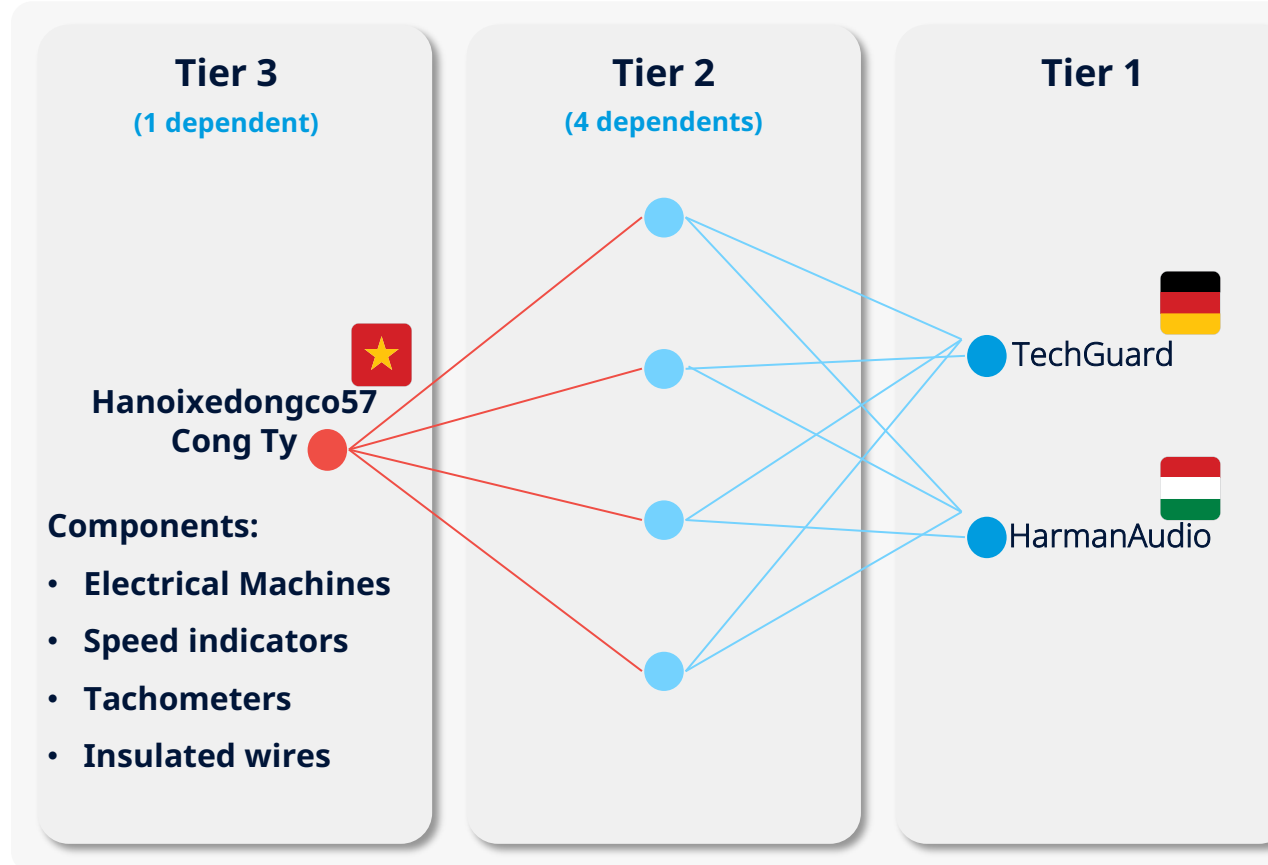 Tier 3
(1 dependent)
Hanoixedongco57
Cong Ty
Components:
• Electrical Machines
• Speed indicators
• Tachometers
• Insulated wires
Tier 2
(4 dependents)
Tier 1
TechGuard
HarmanAudio